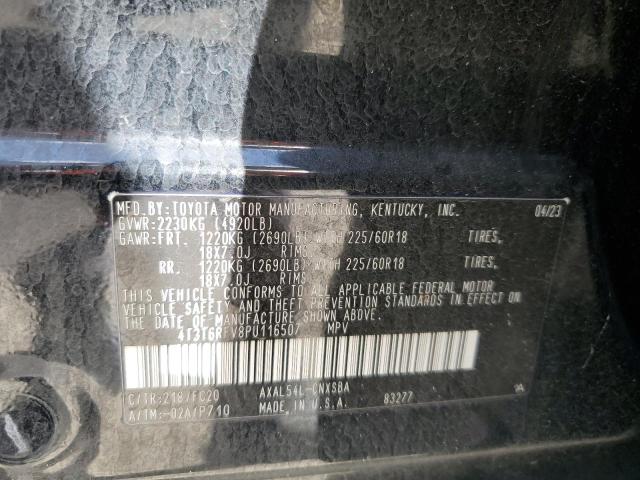 MFD. BY: TOYOTA MOTOR MANUFACTURING, KENTUCKY, INC. 04/23
GVWR: 2230KG (4920LB)
GAWR: FRT. 1220KG (2690LB) WITH 225/60R18 TIRES,
18X7.0J RIMS,
RR. 1220KG (2690LB) WITH 225/60R18 TIRES,
18X7.0J RIMS,
THIS VEHICLE CONFORMS TO ALL APPLICABLE FEDERAL MOTOR
VEHICLE SAFETY AND THEFT PREVENTION STANDARDS IN EFFECT ON
THE DATE OF MANUFACTURE SHOWN ABOVE.
4T3T6RFV8PU116507 MPV
C/TR: 218/FC20 AXAL54L-CNXSBA
A/TM: -02A/P710 MADE IN U.S.A. 83277